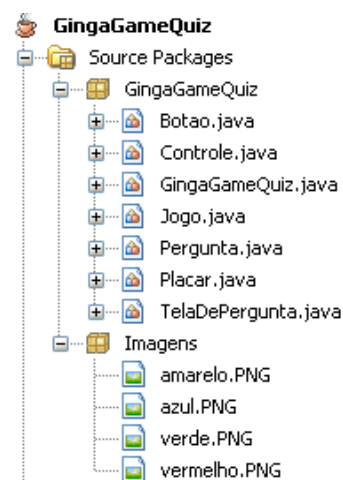 GingaGameQuiz
Source Packages
GingaGameQuiz
Botao.java
Controle.java
GingaGameQuiz.java
Jogo.java
Pergunta.java
Placar.java
TelaDePergunta.java
Imagens
amarelo.PNG
azul.PNG
verde.PNG
vermelho.PNG